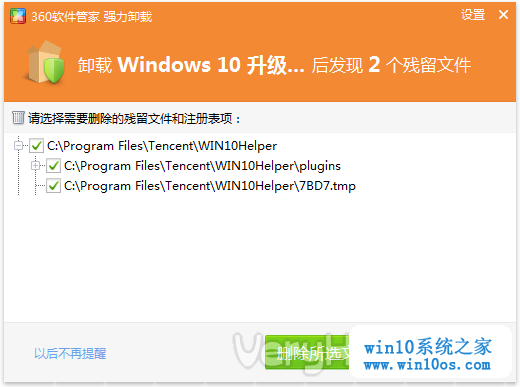 360软件管家 强力卸载
设置
卸载 Windows 10 升级... 后发现 2 个残留文件
请选择需要删除的残留文件和注册表项：
C:\Program Files\Tencent\WIN10Helper
C:\Program Files\Tencent\WIN10Helper\plugins
C:\Program Files\Tencent\WIN10Helper\7BD7.tmp
以后不再提醒
删除所选
win10系统之家
www.win10os.com